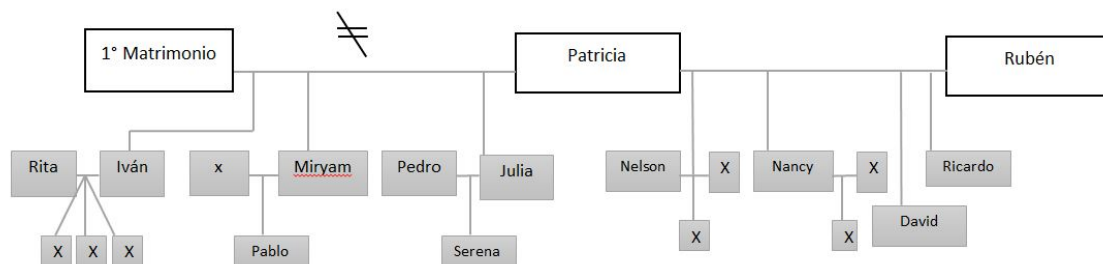 1° Matrimonio
Patricia
Rubén
Rita
Iván
x
Miryam
Pedro
Julia
Nelson
X
Nancy
X
Ricardo
X
X
X
Pablo
Serena
X
X
David